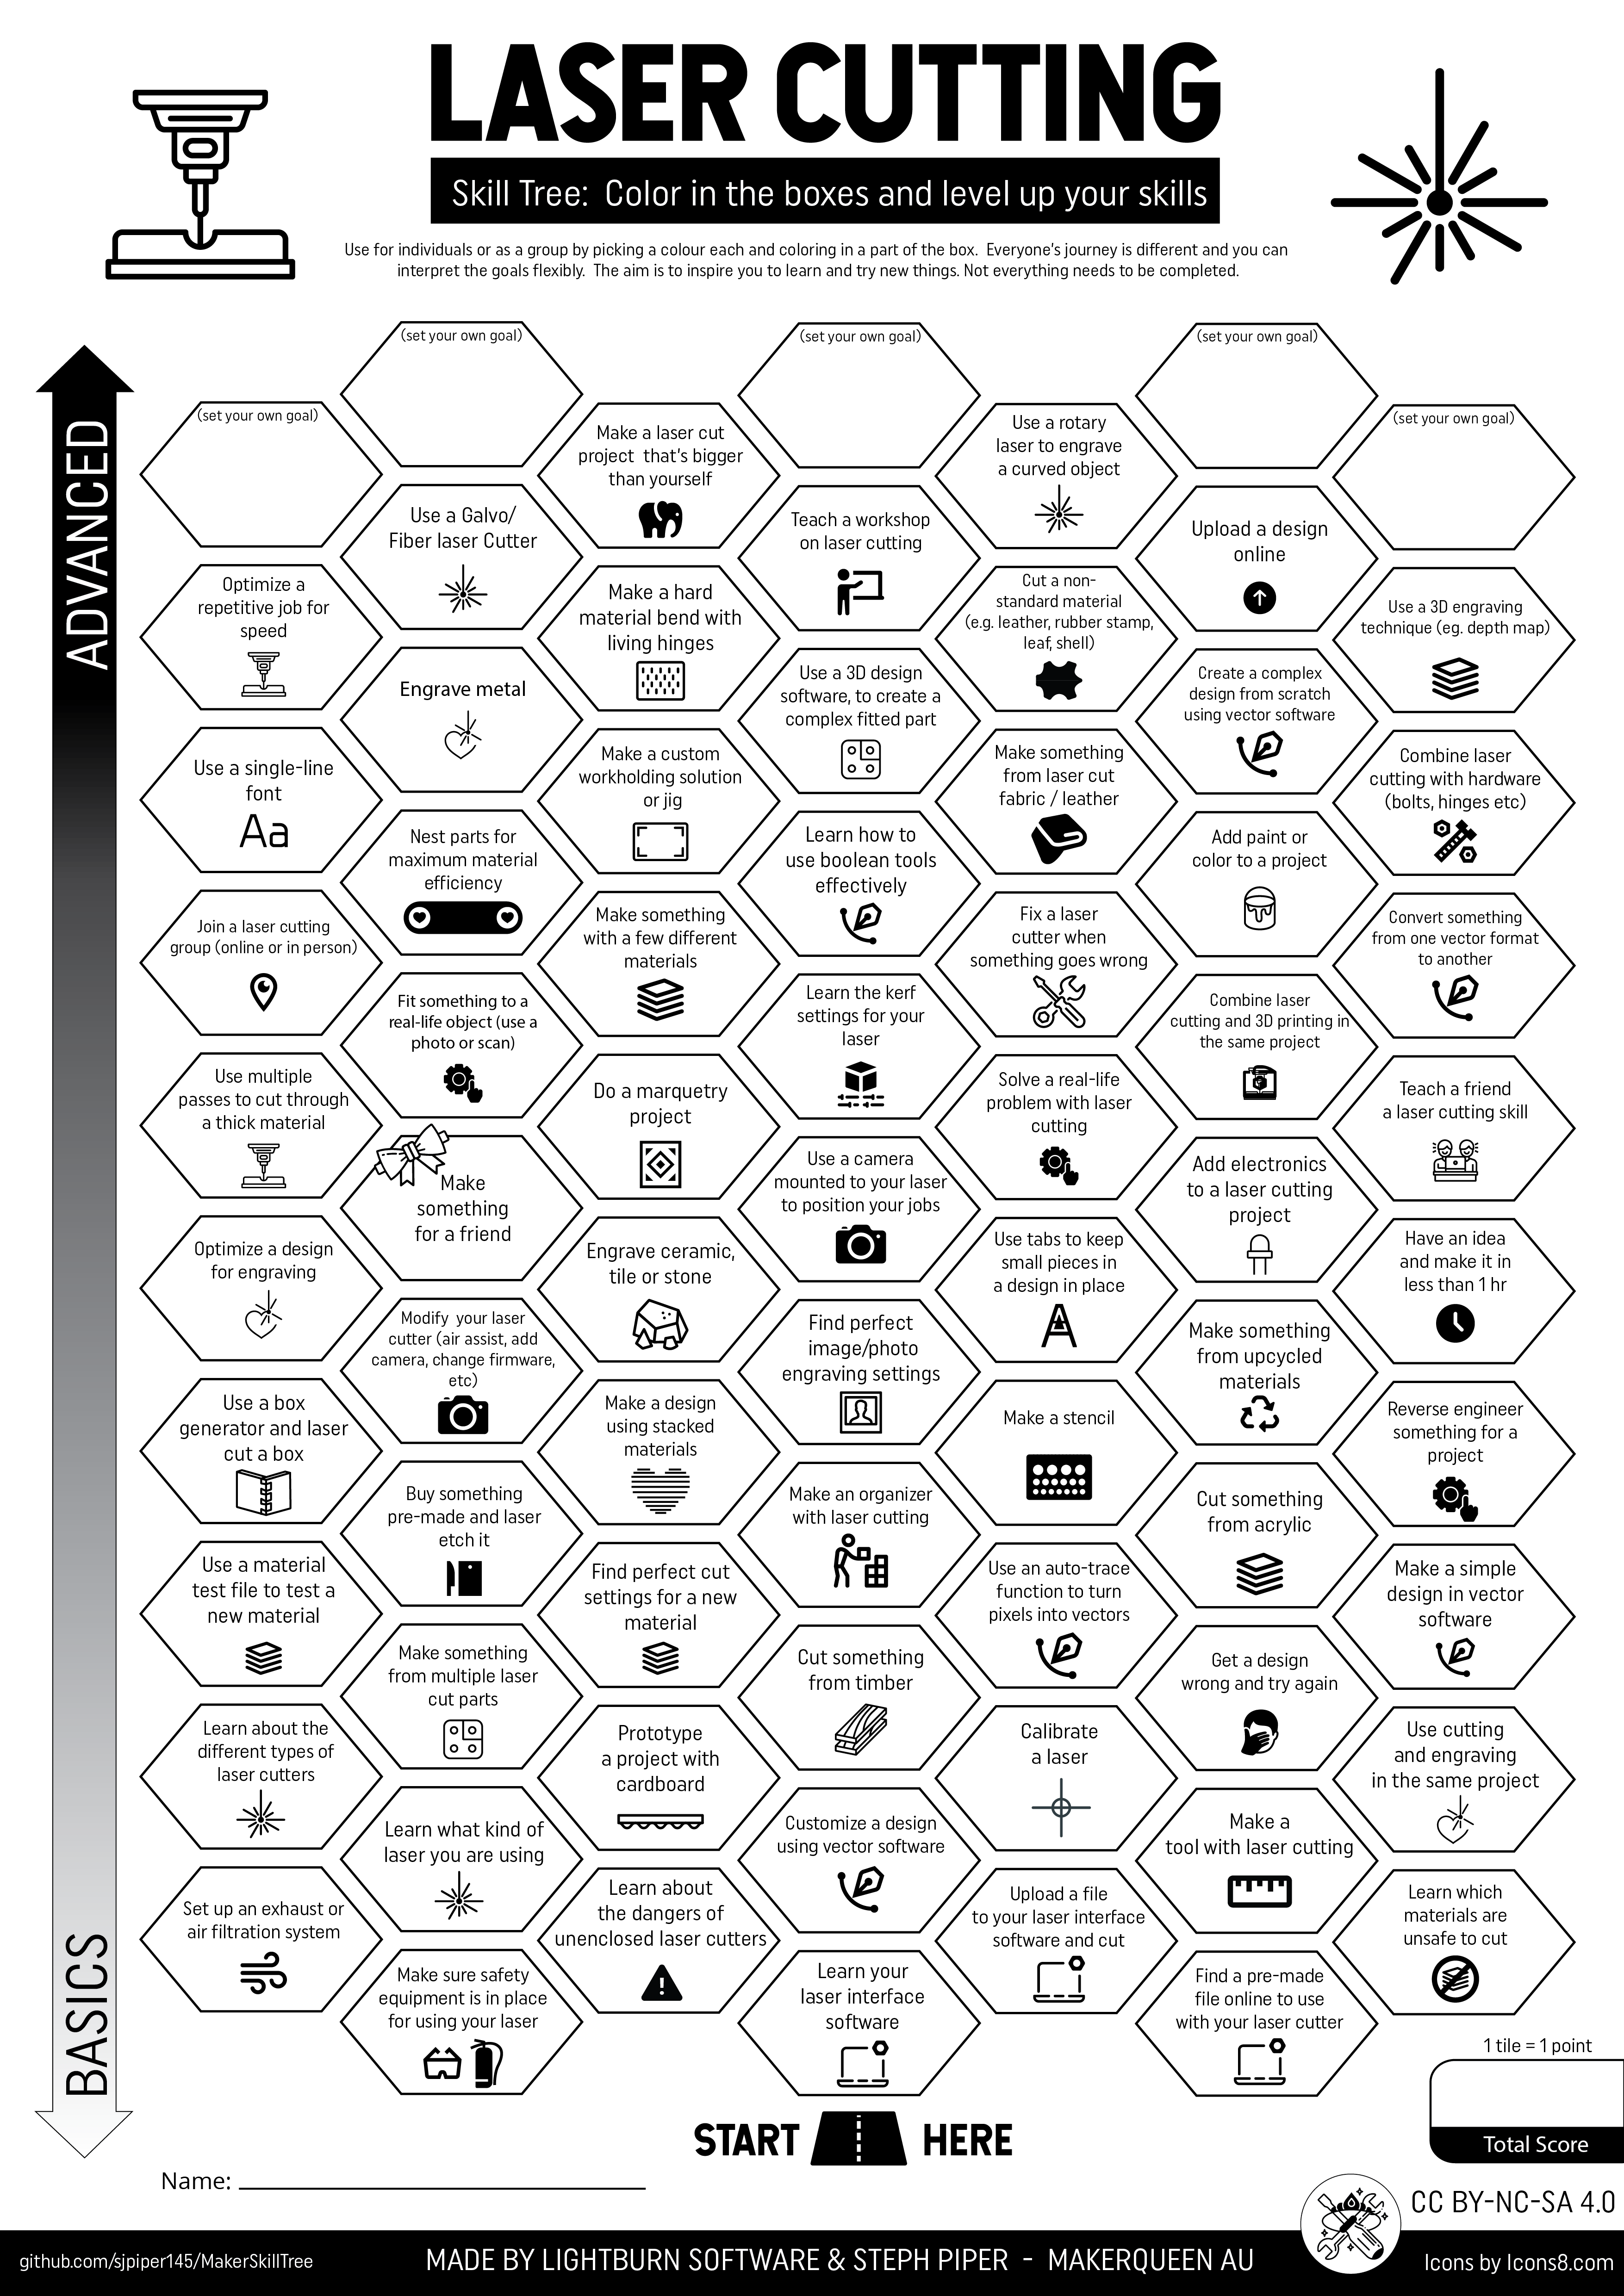 LASER CUTTING
Skill Tree:  Color in the boxes and level up your skills
Use for individuals or as a group by picking a colour each and coloring in a part of the box.  Everyone's journey is different and you can
interpret the goals flexibly.  The aim is to inspire you to learn and try new things. Not everything needs to be completed.
ADVANCED
BASICS
(set your own goal)
Optimize a
repetitive job for
speed
Use a single-line
font
Aa
Join a laser cutting
group (online or in person)
Use multiple
passes to cut through
a thick material
Optimize a design
for engraving
Use a box
generator and laser
cut a box
Use a material
test file to test a
new material
Learn about the
different types of
laser cutters
Set up an exhaust or
air filtration system
(set your own goal)
Use a Galvo/
Fiber laser Cutter
Engrave metal
Nest parts for
maximum material
efficiency
Fit something to a
real-life object (use a
photo or scan)
Make
something
for a friend
Modify  your laser
cutter (air assist, add
camera, change firmware,
etc)
Buy something
pre-made and laser
etch it
Make something
from multiple laser
cut parts
Learn what kind of
laser you are using
Make sure safety
equipment is in place
for using your laser
Make a laser cut
project  that's bigger
than yourself
Make a hard
material bend with
living hinges
Make a custom
workholding solution
or jig
Make something
with a few different
materials
Do a marquetry
project
Engrave ceramic,
tile or stone
Make a design
using stacked
materials
Find perfect cut
settings for a new
material
Prototype
a project with
cardboard
Learn about
the dangers of
unenclosed laser cutters
(set your own goal)
Teach a workshop
on laser cutting
Use a 3D design
software, to create a
complex fitted part
Learn how to
use boolean tools
effectively
Learn the kerf
settings for your
laser
Use a camera
mounted to your laser
to position your jobs
Find perfect
image/photo
engraving settings
Make an organizer
with laser cutting
Cut something
from timber
Customize a design
using vector software
Learn your
laser interface
software
Use a rotary
laser to engrave
a curved object
Cut a non-
standard material
(e.g. leather, rubber stamp,
leaf, shell)
Make something
from laser cut
fabric / leather
Fix a laser
cutter when
something goes wrong
Solve a real-life
problem with laser
cutting
Use tabs to keep
small pieces in
a design in place
Make a stencil
Use an auto-trace
function to turn
pixels into vectors
Calibrate
a laser
Upload a file
to your laser interface
software and cut
(set your own goal)
Upload a design
online
Create a complex
design from scratch
using vector software
Add paint or
color to a project
Combine laser
cutting and 3D printing in
the same project
Add electronics
to a laser cutting
project
Make something
from upcycled
materials
Cut something
from acrylic
Get a design
wrong and try again
Make a
tool with laser cutting
Find a pre-made
file online to use
with your laser cutter
(set your own goal)
Use a 3D engraving
technique (eg. depth map)
Combine laser
cutting with hardware
(bolts, hinges etc)
Convert something
from one vector format
to another
Teach a friend
a laser cutting skill
Have an idea
and make it in
less than 1 hr
Reverse engineer
something for a
project
Make a simple
design in vector
software
Use cutting
and engraving
in the same project
Learn which
materials are
unsafe to cut
START HERE
1 tile = 1 point
Total Score
Name:
CC BY-NC-SA 4.0
github.com/sjpiper145/MakerSkillTree
MADE BY LIGHTBURN SOFTWARE & STEPH PIPER  -  MAKERQUEEN AU
Icons by Icons8.com